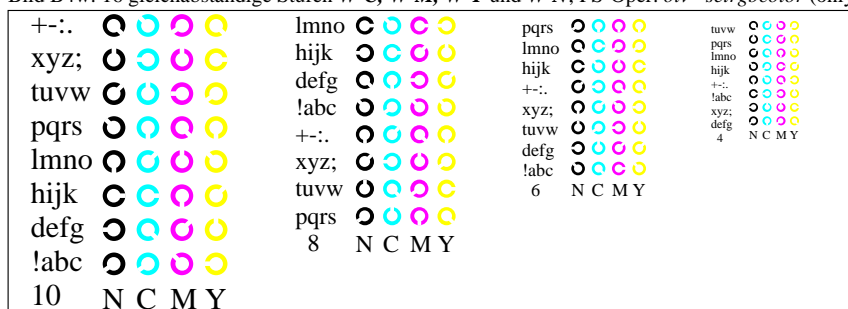 Bild 16 gleichabständige Stufen W-C, W-M, W-Y und W-N; PS-Oper. setrgbcolor (only
+-:.
xyz;
tuvw
pqrs
lmno
hijk
defg
!abc
10 N C M Y
lmno
hijk
defg
!abc
+-:.
xyz;
tuvw
pqrs
8 N C M Y
pqrs
lmno
hijk
+-:.
xyz;
tuvw
defg
!abc
6 N C M Y
tuvw
pqrs
lmno
hijk
+-:.
!abc
xyz;
defg
4 N C M Y